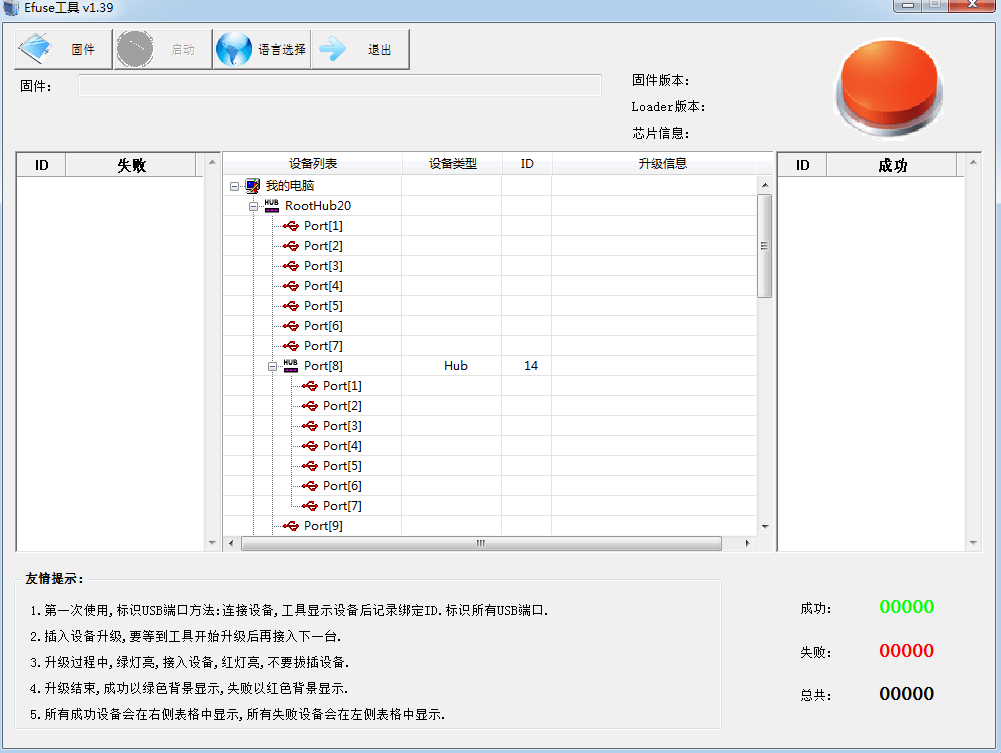 Efuse工具 v1.39
固件 启动 语言选择 退出
固件:
固件版本:
Loader版本:
芯片信息:
ID 失败
设备列表 设备类型 ID 升级信息
ID 成功
我的电脑
HUB RootHub20
Port[1]
Port[2]
Port[3]
Port[4]
Port[5]
Port[6]
Port[7]
HUB Port[8] Hub 14
Port[1]
Port[2]
Port[3]
Port[4]
Port[5]
Port[6]
Port[7]
Port[9]
友情提示:
1.第一次使用,标识USB端口方法:连接设备,工具显示设备后记录绑定ID.标识所有USB端口.
2.插入设备升级,要等到工具开始升级后再接入下一台.
3.升级过程中,绿灯亮,接入设备,红灯亮,不要拔插设备.
4.升级结束,成功以绿色背景显示,失败以红色背景显示.
5.所有成功设备会在右侧表格中显示,所有失败设备会在左侧表格中显示.
成功: 00000
失败: 00000
总共: 00000